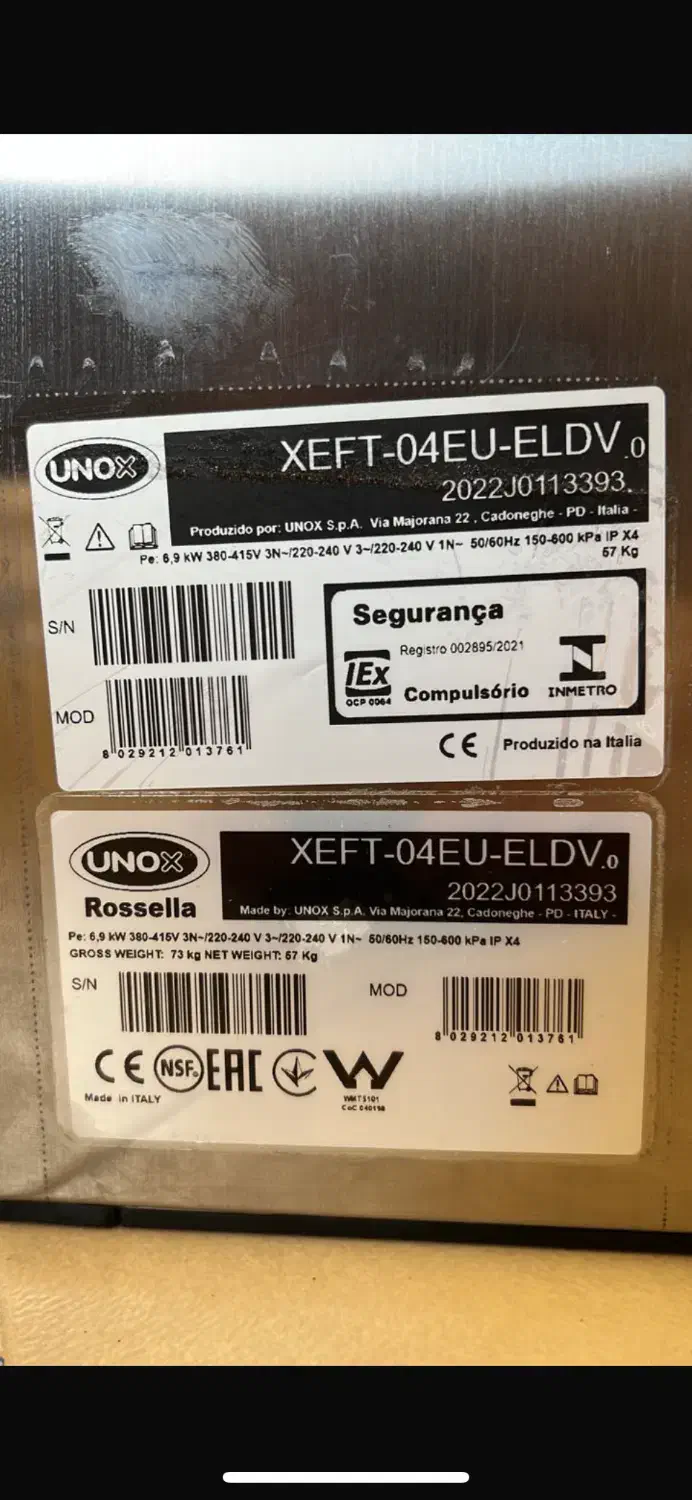 UNOX
XEFT-04EU-ELDV.0
2022J0113393.
Produzido por: UNOX S.p.A. Via Majorana 22 , Cadoneghe - PD - Italia -
Pe: 6,9 kW 380-415V 3N~/220-240 V 3~/220-240 V 1N~ 50/60Hz 150-600 kPa IP X4
57 Kg
S/N
MOD
8 029212 013761
Segurança
Registro 002895/2021
IEx
OCP 0064
Compulsório
INMETRO
CE Produzido na Italia
UNOX
Rossella
XEFT-04EU-ELDV.0
2022J0113393
Made by: UNOX S.p.A. Via Majorana 22, Cadoneghe - PD - ITALY -
Pe: 6,9 kW 380-415V 3N~/220-240 V 3~/220-240 V 1N~ 50/60Hz 150-600 kPa IP X4
GROSS WEIGHT: 73 kg NET WEIGHT: 57 Kg
S/N
MOD
8 029212 013761
CE NSF EAC
Made in ITALY
WMTS101
CoC 040198